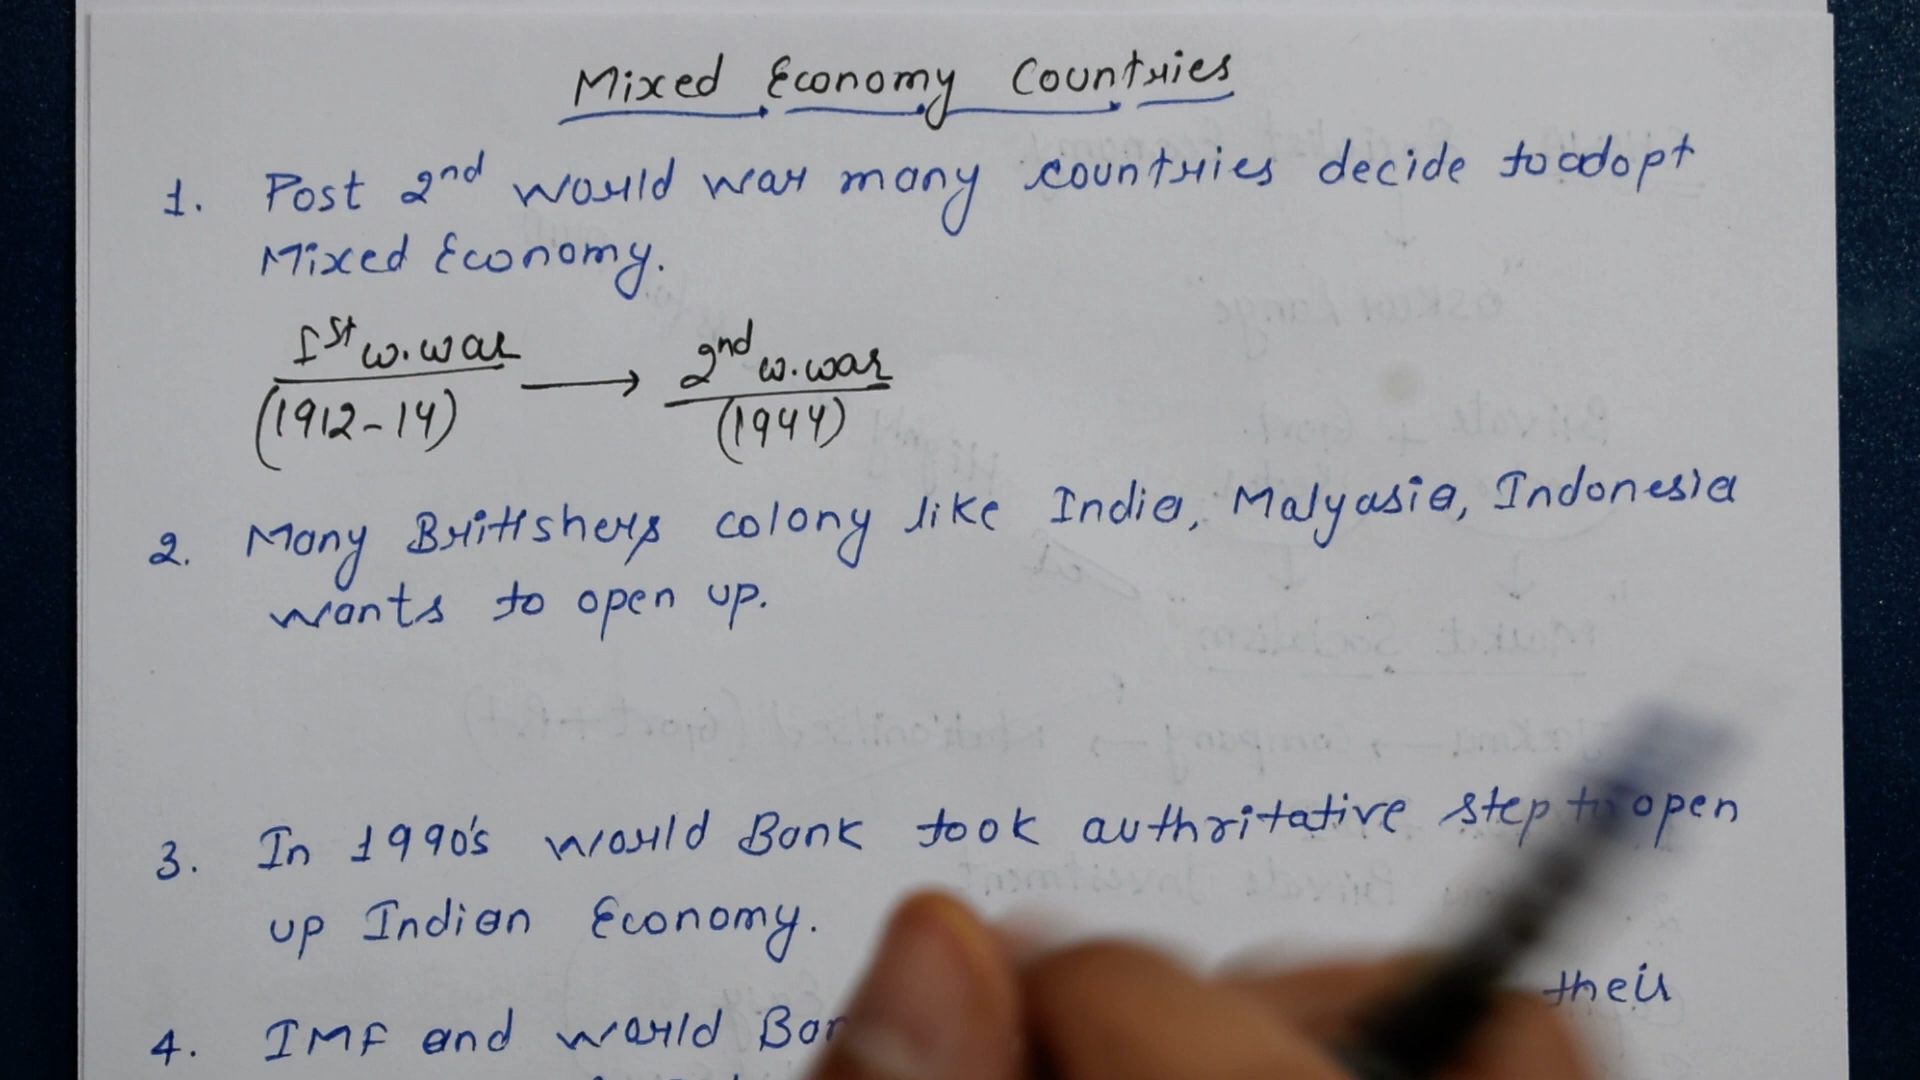 Mixed Economy Countries
1. Post 2nd world war many countries decide to adopt
Mixed Economy.
1st w.war → 2nd w.war
(1912-14) (1944)
2. Many Brittshers colony like India, Malyasia, Indonesia
wants to open up.
3. In 1990's world Bank took authritative step to open
up Indian Economy.
their
4. IMF and world